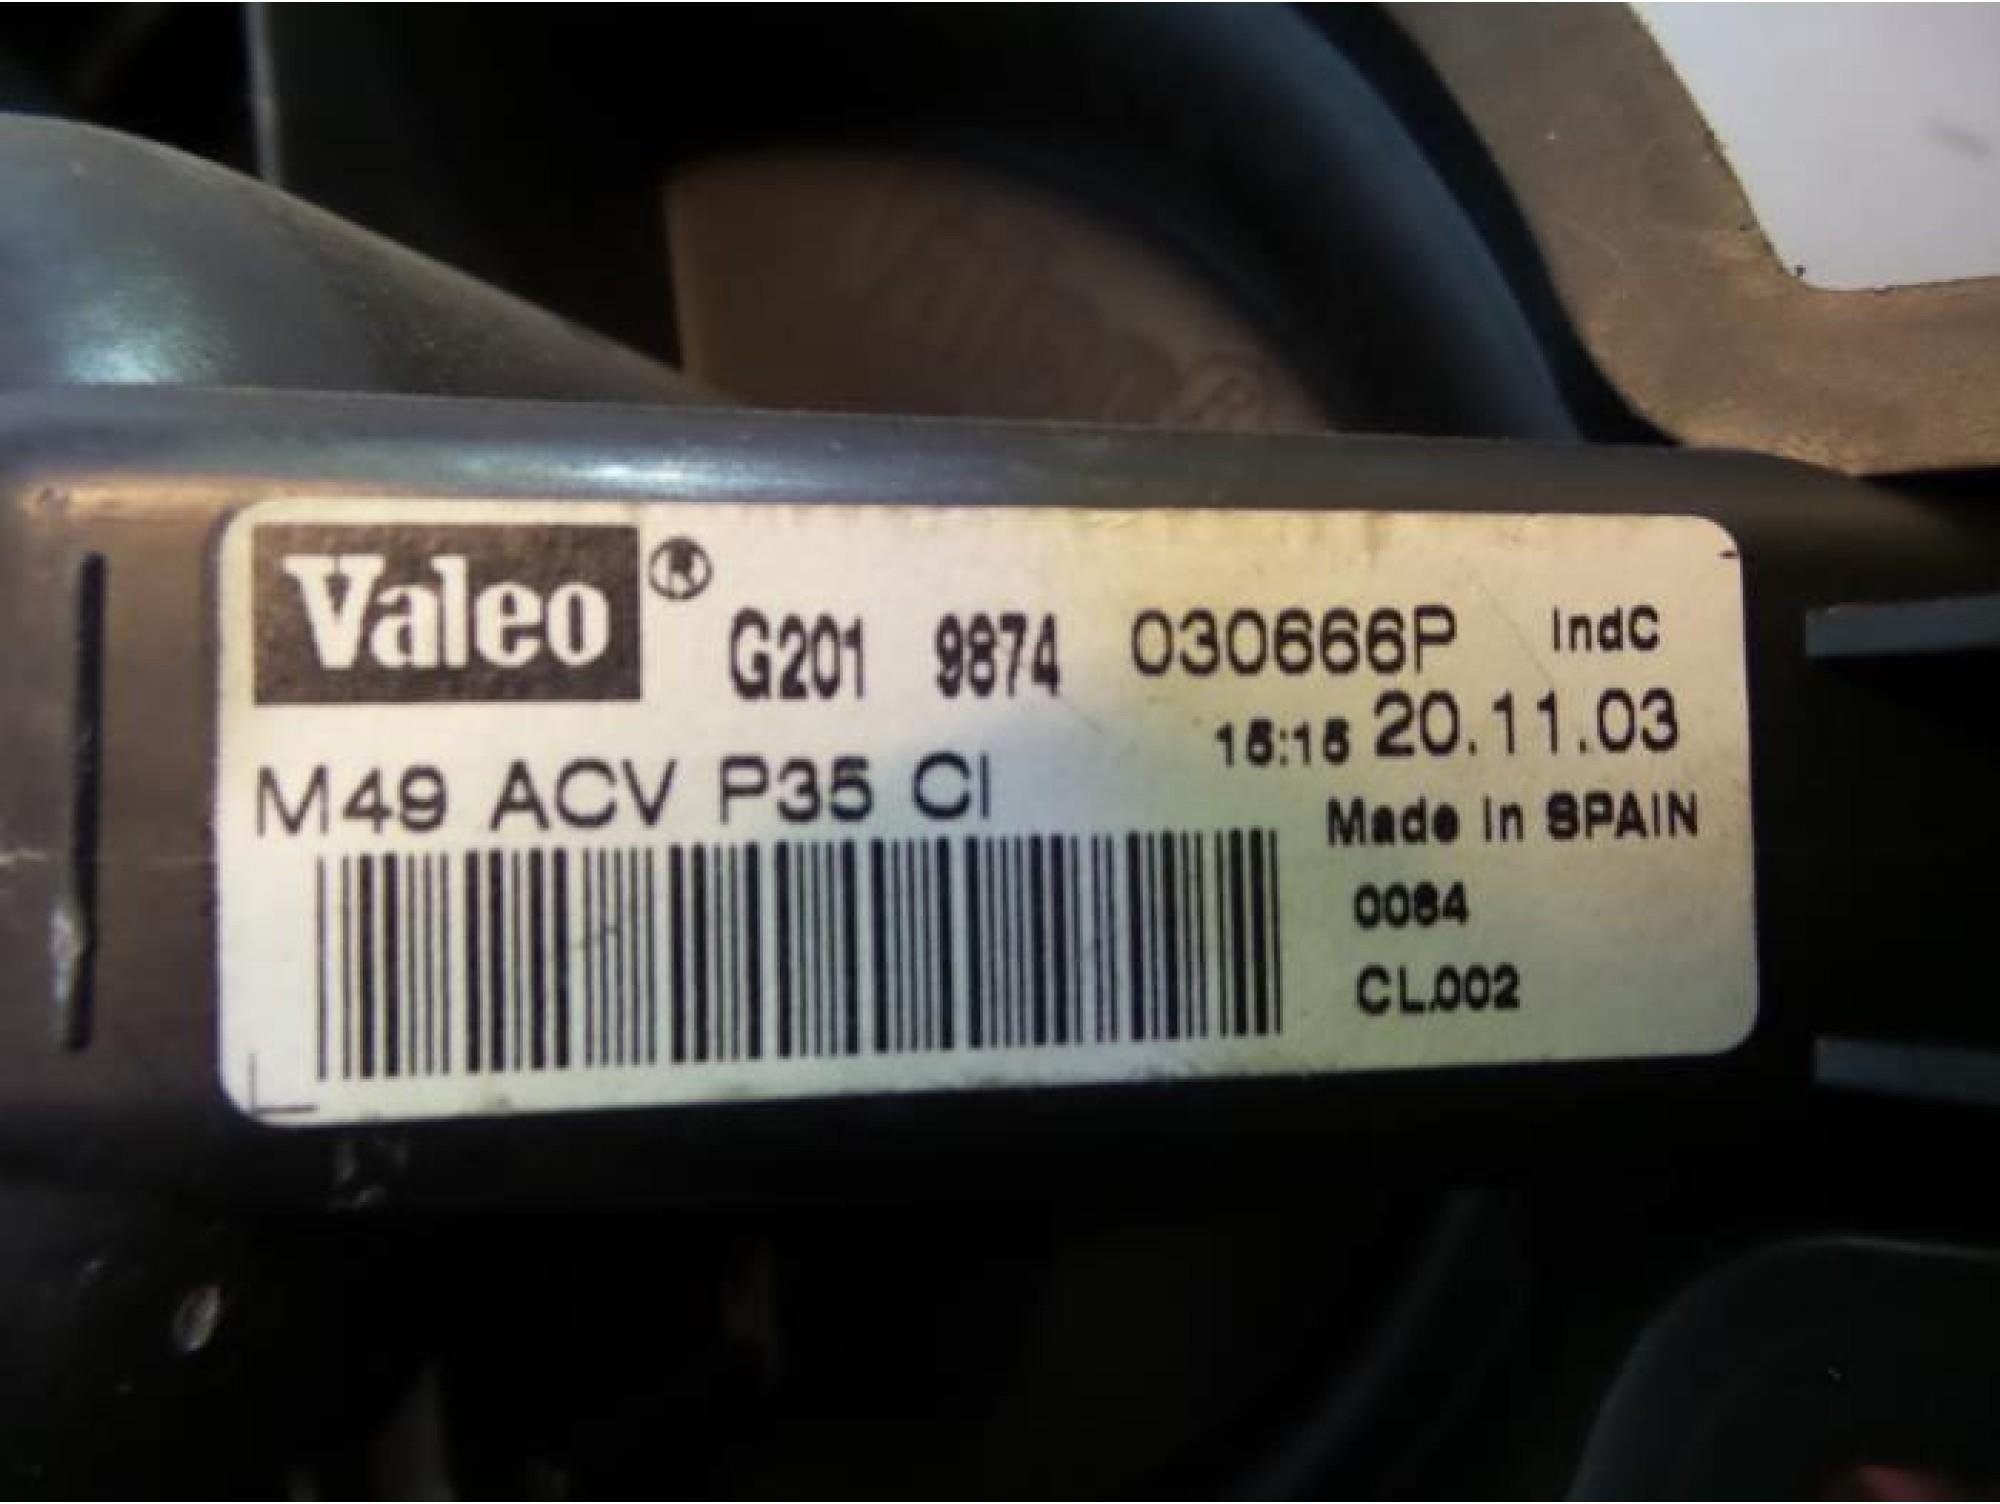 Valeo® G201 9874 030666P IndC
15:15 20.11.03
M49 ACV P35 CI
Made in SPAIN
0084
CL.002